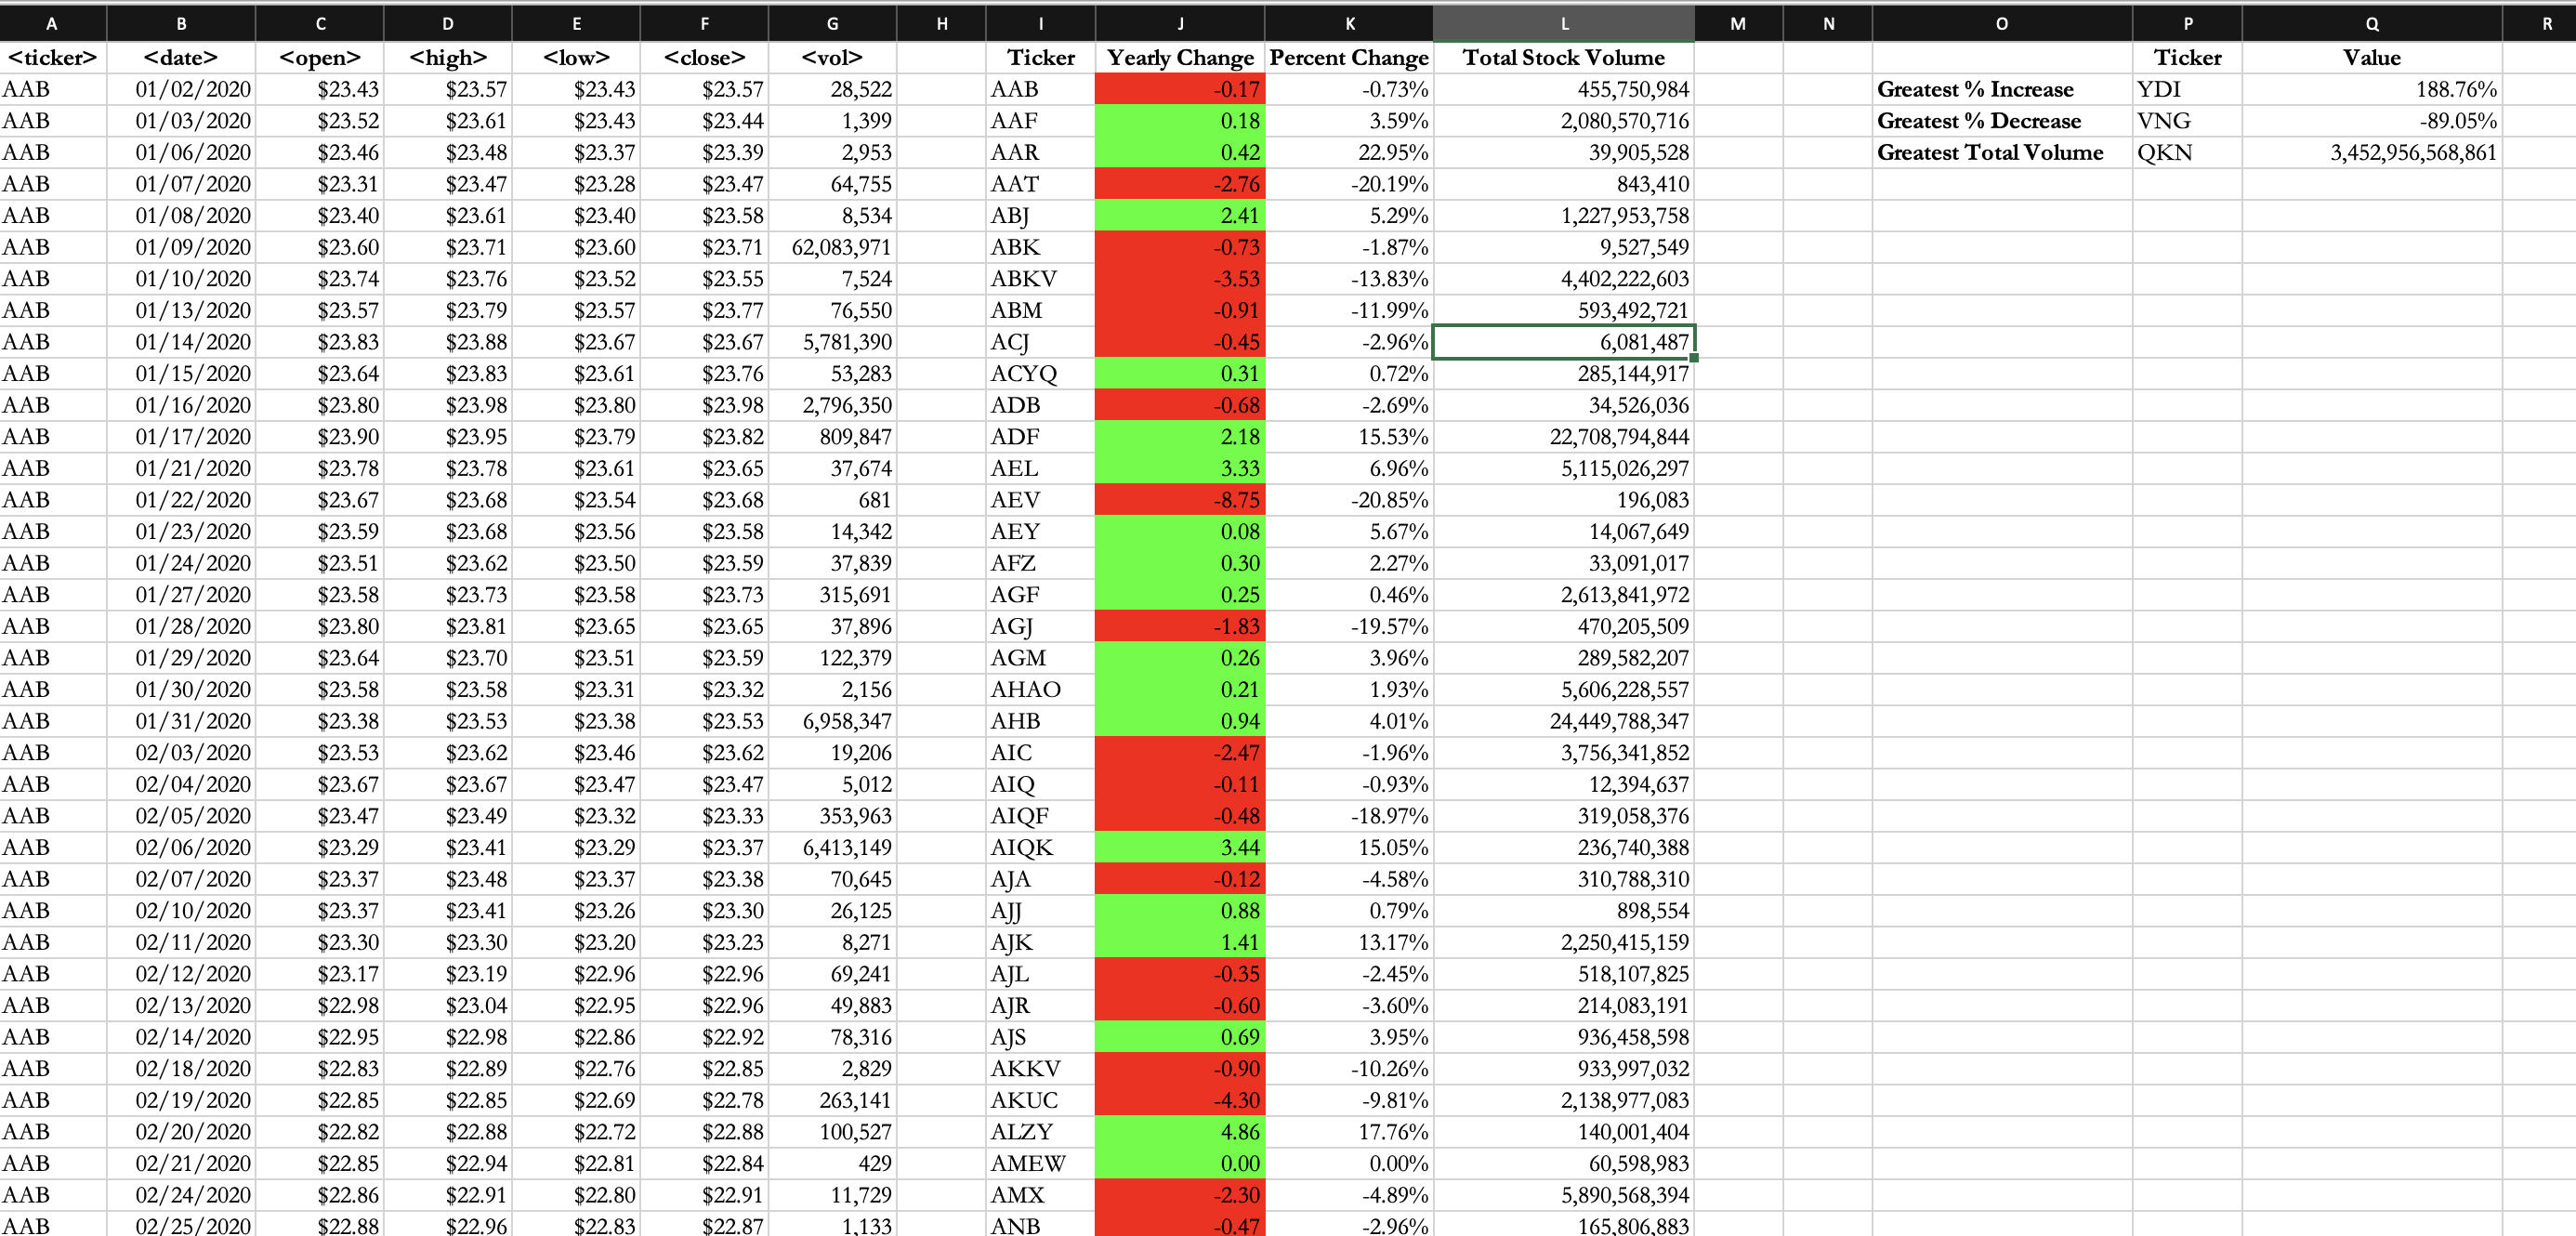 A B C D E F G H I J K L M N O P Q R
<ticker> <date> <open> <high> <low> <close> <vol> Ticker Yearly Change Percent Change Total Stock Volume Ticker Value
AAB 01/02/2020 $23.43 $23.57 $23.43 $23.57 28,522 AAB -0.17 -0.73% 455,750,984 Greatest % Increase YDI 188.76%
AAB 01/03/2020 $23.52 $23.61 $23.43 $23.44 1,399 AAF 0.18 3.59% 2,080,570,716 Greatest % Decrease VNG -89.05%
AAB 01/06/2020 $23.46 $23.48 $23.37 $23.39 2,953 AAR 0.42 22.95% 39,905,528 Greatest Total Volume QKN 3,452,956,568,861
AAB 01/07/2020 $23.31 $23.47 $23.28 $23.47 64,755 AAT -2.76 -20.19% 843,410
AAB 01/08/2020 $23.40 $23.61 $23.40 $23.58 8,534 ABJ 2.41 5.29% 1,227,953,758
AAB 01/09/2020 $23.60 $23.71 $23.60 $23.71 62,083,971 ABK -0.73 -1.87% 9,527,549
AAB 01/10/2020 $23.74 $23.76 $23.52 $23.55 7,524 ABKV -3.53 -13.83% 4,402,222,603
AAB 01/13/2020 $23.57 $23.79 $23.57 $23.77 76,550 ABM -0.91 -11.99% 593,492,721
AAB 01/14/2020 $23.83 $23.88 $23.67 $23.67 5,781,390 ACJ -0.45 -2.96% 6,081,487
AAB 01/15/2020 $23.64 $23.83 $23.61 $23.76 53,283 ACYQ 0.31 0.72% 285,144,917
AAB 01/16/2020 $23.80 $23.98 $23.80 $23.98 2,796,350 ADB -0.68 -2.69% 34,526,036
AAB 01/17/2020 $23.90 $23.95 $23.79 $23.82 809,847 ADF 2.18 15.53% 22,708,794,844
AAB 01/21/2020 $23.78 $23.78 $23.61 $23.65 37,674 AEL 3.33 6.96% 5,115,026,297
AAB 01/22/2020 $23.67 $23.68 $23.54 $23.68 681 AEV -8.75 -20.85% 196,083
AAB 01/23/2020 $23.59 $23.68 $23.56 $23.58 14,342 AEY 0.08 5.67% 14,067,649
AAB 01/24/2020 $23.51 $23.62 $23.50 $23.59 37,839 AFZ 0.30 2.27% 33,091,017
AAB 01/27/2020 $23.58 $23.73 $23.58 $23.73 315,691 AGF 0.25 0.46% 2,613,841,972
AAB 01/28/2020 $23.80 $23.81 $23.65 $23.65 37,896 AGJ -1.83 -19.57% 470,205,509
AAB 01/29/2020 $23.64 $23.70 $23.51 $23.59 122,379 AGM 0.26 3.96% 289,582,207
AAB 01/30/2020 $23.58 $23.58 $23.31 $23.32 2,156 AHAO 0.21 1.93% 5,606,228,557
AAB 01/31/2020 $23.38 $23.53 $23.38 $23.53 6,958,347 AHB 0.94 4.01% 24,449,788,347
AAB 02/03/2020 $23.53 $23.62 $23.46 $23.62 19,206 AIC -2.47 -1.96% 3,756,341,852
AAB 02/04/2020 $23.67 $23.67 $23.47 $23.47 5,012 AIQ -0.11 -0.93% 12,394,637
AAB 02/05/2020 $23.47 $23.49 $23.32 $23.33 353,963 AIQF -0.48 -18.97% 319,058,376
AAB 02/06/2020 $23.29 $23.41 $23.29 $23.37 6,413,149 AIQK 3.44 15.05% 236,740,388
AAB 02/07/2020 $23.37 $23.48 $23.37 $23.38 70,645 AJA -0.12 -4.58% 310,788,310
AAB 02/10/2020 $23.37 $23.41 $23.26 $23.30 26,125 AJJ 0.88 0.79% 898,554
AAB 02/11/2020 $23.30 $23.30 $23.20 $23.23 8,271 AJK 1.41 13.17% 2,250,415,159
AAB 02/12/2020 $23.17 $23.19 $22.96 $22.96 69,241 AJL -0.35 -2.45% 518,107,825
AAB 02/13/2020 $22.98 $23.04 $22.95 $22.96 49,883 AJR -0.60 -3.60% 214,083,191
AAB 02/14/2020 $22.95 $22.98 $22.86 $22.92 78,316 AJS 0.69 3.95% 936,458,598
AAB 02/18/2020 $22.83 $22.89 $22.76 $22.85 2,829 AKKV -0.90 -10.26% 933,997,032
AAB 02/19/2020 $22.85 $22.85 $22.69 $22.78 263,141 AKUC -4.30 -9.81% 2,138,977,083
AAB 02/20/2020 $22.82 $22.88 $22.72 $22.88 100,527 ALZY 4.86 17.76% 140,001,404
AAB 02/21/2020 $22.85 $22.94 $22.81 $22.84 429 AMEW 0.00 0.00% 60,598,983
AAB 02/24/2020 $22.86 $22.91 $22.80 $22.91 11,729 AMX -2.30 -4.89% 5,890,568,394
AAB 02/25/2020 $22.88 $22.96 $22.83 $22.87 1,133 ANB -0.47 -2.96% 165,806,883